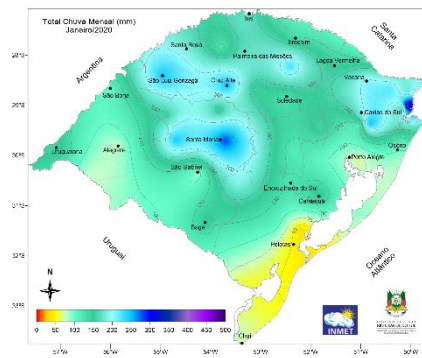 Total Chuva Mensal (mm)
Janeiro/2020
Santa
Catarina
Argentina
Uruguai
Oceano
Atlântico
Iraí
Erechim
Santa Rosa
Palmeira das Missões
Lagoa Vermelha
São Luiz Gonzaga
Cruz Alta
Vacaria
São Borja
Soledade
Caxias do Sul
Santa Maria
Osório
Uruguaiana
Alegrete
Porto Alegre
São Gabriel
Encruzilhada do Sul
Camaquã
Bagé
Pelotas
Chuí
28°S
29°S
30°S
31°S
32°S
33°S
N
0 50 100 150 200 250 300 350 400 450 500
57°W 56°W 55°W 54°W 53°W 52°W 51°W 50°W
INMET